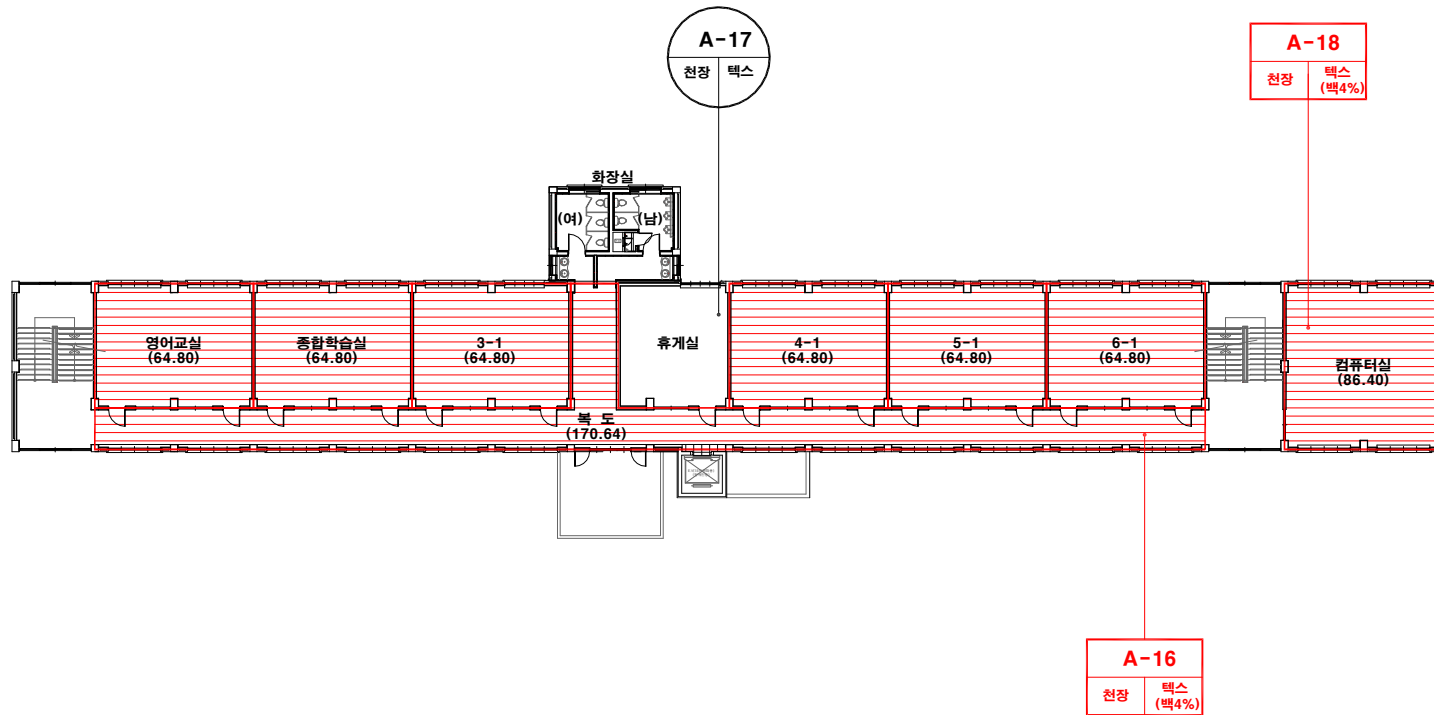 A-17
천장 텍스
A-18
천장 텍스
(백4%)
화장실
(여) (남)
영어교실
(64.80)
종합학습실
(64.80)
3-1
(64.80)
휴게실
4-1
(64.80)
5-1
(64.80)
6-1
(64.80)
컴퓨터실
(86.40)
복 도
(170.64)
A-16
천장 텍스
(백4%)